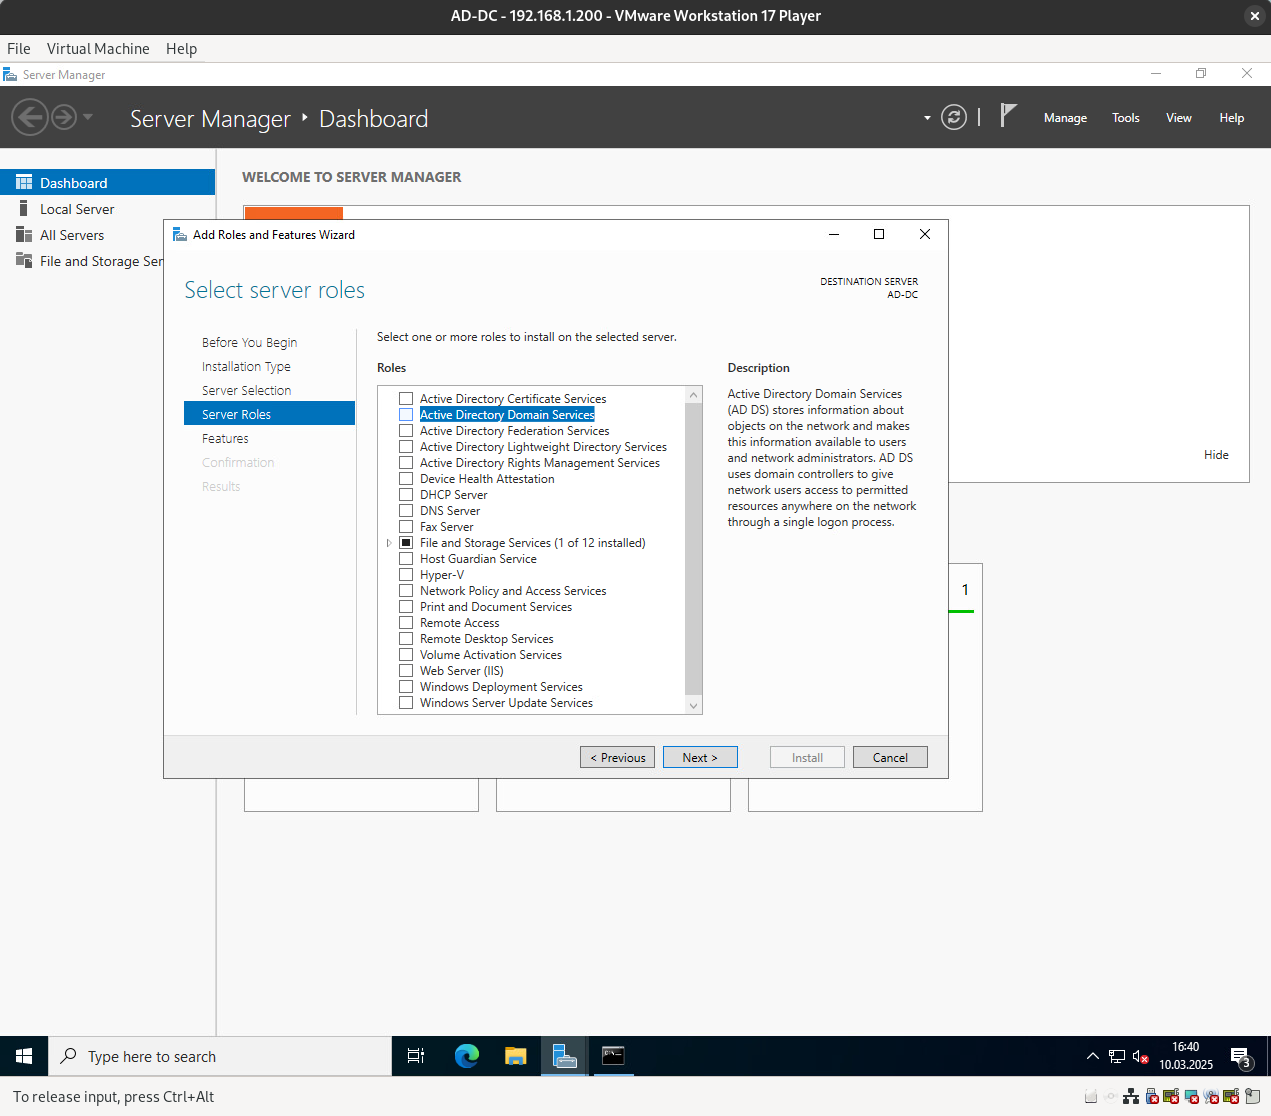 AD-DC - 192.168.1.200 - VMware Workstation 17 Player
File Virtual Machine Help
Server Manager
Server Manager Dashboard
Manage Tools View Help
Dashboard
Local Server
All Servers
File and Storage Ser
WELCOME TO SERVER MANAGER
Add Roles and Features Wizard
Select server roles
DESTINATION SERVER
AD-DC
Before You Begin
Installation Type
Server Selection
Server Roles
Features
Confirmation
Results
Select one or more roles to install on the selected server.
Roles
Active Directory Certificate Services
Active Directory Domain Services
Active Directory Federation Services
Active Directory Lightweight Directory Services
Active Directory Rights Management Services
Device Health Attestation
DHCP Server
DNS Server
Fax Server
File and Storage Services (1 of 12 installed)
Host Guardian Service
Hyper-V
Network Policy and Access Services
Print and Document Services
Remote Access
Remote Desktop Services
Volume Activation Services
Web Server (IIS)
Windows Deployment Services
Windows Server Update Services
Description
Active Directory Domain Services
(AD DS) stores information about
objects on the network and makes
this information available to users
and network administrators. AD DS
uses domain controllers to give
network users access to permitted
resources anywhere on the network
through a single logon process.
Hide
1
< Previous Next > Install Cancel
Type here to search
16:40
10.03.2025
3
To release input, press Ctrl+Alt